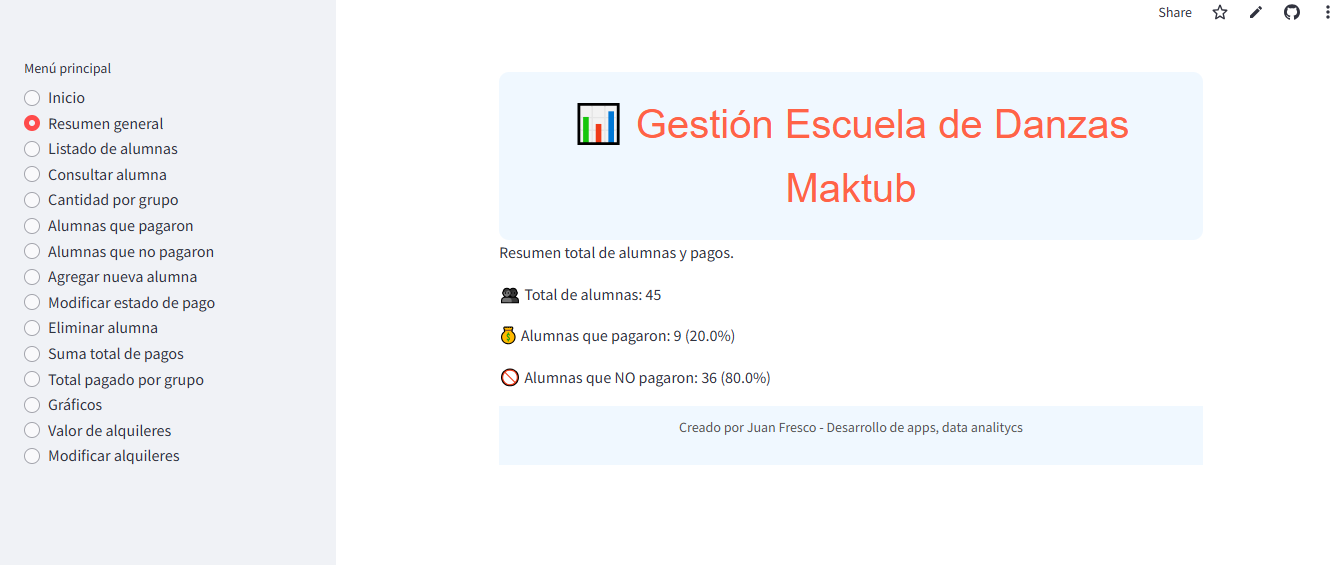 Share
Menú principal
Inicio
Resumen general
Listado de alumnas
Consultar alumna
Cantidad por grupo
Alumnas que pagaron
Alumnas que no pagaron
Agregar nueva alumna
Modificar estado de pago
Eliminar alumna
Suma total de pagos
Total pagado por grupo
Gráficos
Valor de alquileres
Modificar alquileres
Gestión Escuela de Danzas
Maktub
Resumen total de alumnas y pagos.
Total de alumnas: 45
Alumnas que pagaron: 9 (20.0%)
Alumnas que NO pagaron: 36 (80.0%)
Creado por Juan Fresco - Desarrollo de apps, data analitycs